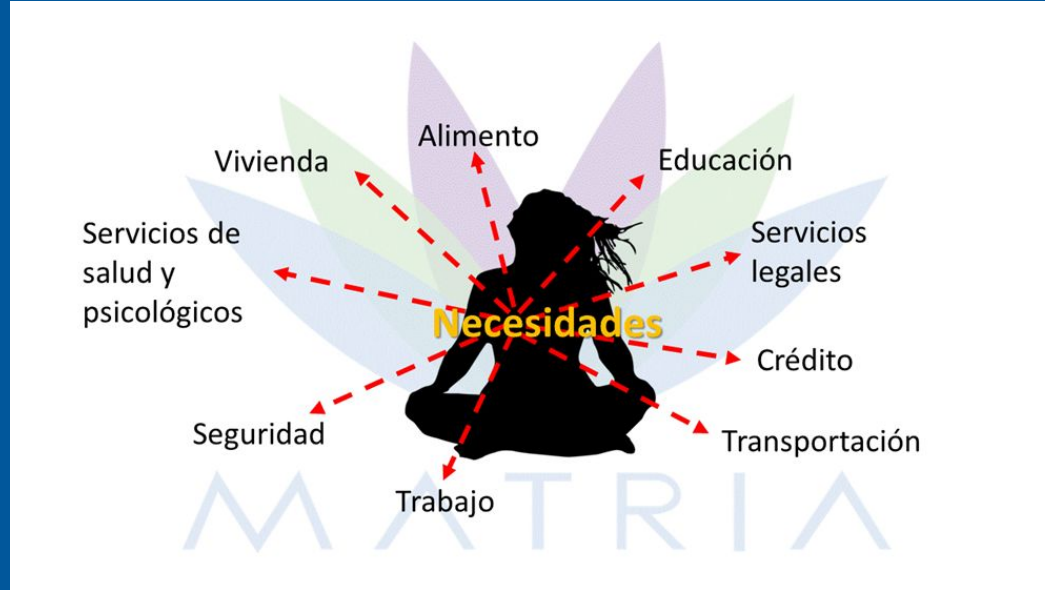 Alimento
Vivienda
Educación
Servicios de
salud y
psicológicos
Servicios
legales
Necesidades
Crédito
Seguridad
Transportación
Trabajo
MATRIA